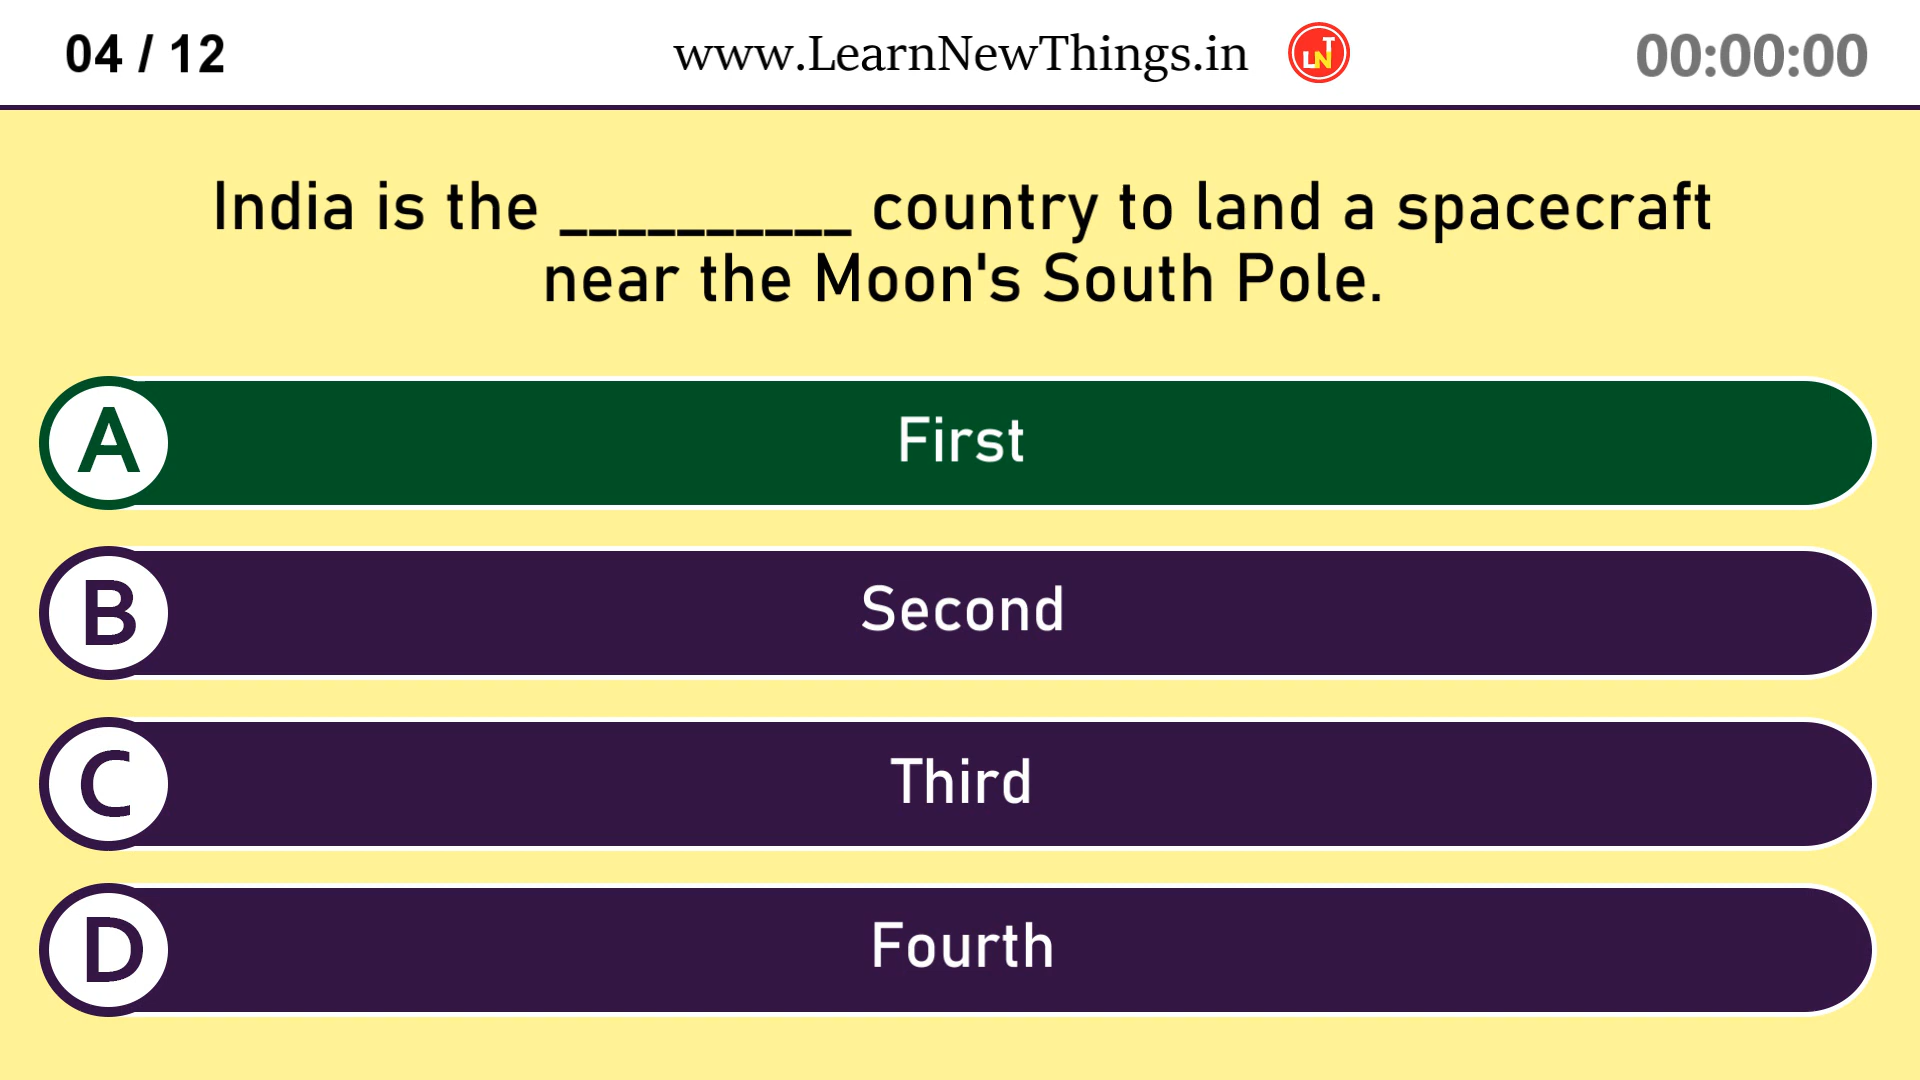 04 / 12
www.LearnNewThings.in
LNT
00:00:00
India is the __________ country to land a spacecraft
near the Moon's South Pole.
A First
B Second
C Third
D Fourth